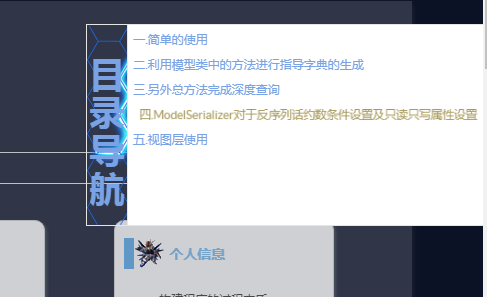 目录导航
一.简单的使用
二.利用模型类中的方法进行指导字典的生成
三.另外总方法完成深度查询
四.ModelSerializer对于反序列话约数条件设置及只读只写属性设置
五.视图层使用
个人信息